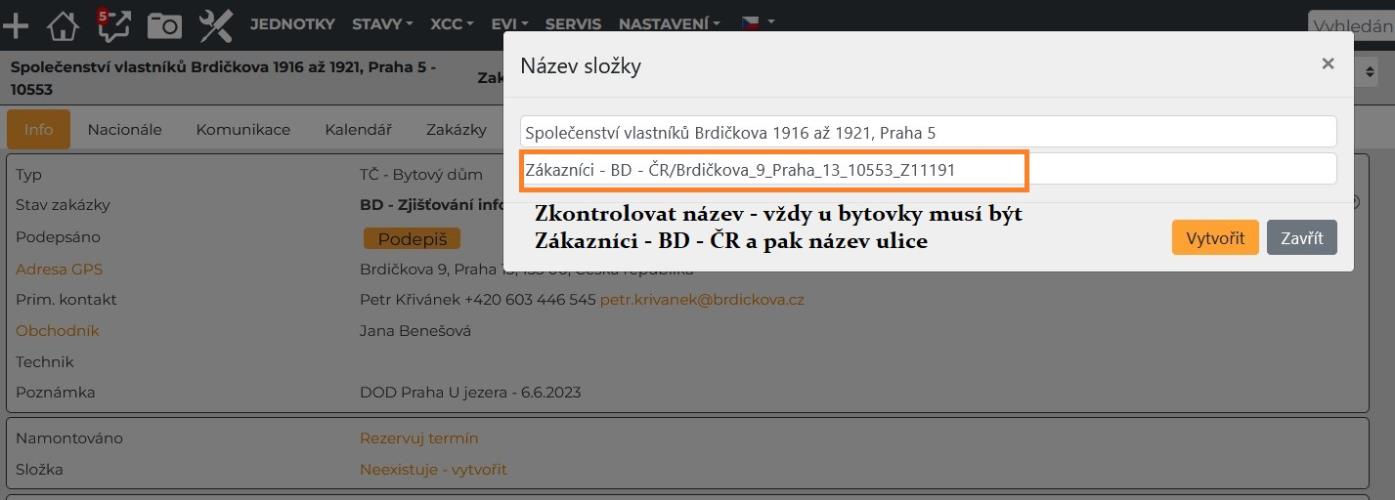 5
JEDNOTKY STAVY XCC EVI SERVIS NASTAVENÍ
Vyhledán
Společenství vlastníků Brdičkova 1916 až 1921, Praha 5 -
10553
Zak
Název složky ×
Společenství vlastníků Brdičkova 1916 až 1921, Praha 5
Zákazníci - BD - ČR/Brdičkova_9_Praha_13_10553_Z11191
Zkontrolovat název - vždy u bytovky musí být
Zákazníci - BD - ČR a pak název ulice
Vytvořit Zavřít
Info Nacionále Komunikace Kalendář Zakázky
Typ TČ - Bytový dům
Stav zakázky BD - Zjišťování info
Podepsáno Podepiš
Adresa GPS Brdičkova 9, Praha 13, 155 00, Česká republika
Prim. kontakt Petr Křivánek +420 603 446 545 petr.krivanek@brdickova.cz
Obchodník Jana Benešová
Technik
Poznámka DOD Praha U jezera - 6.6.2023
Namontováno Rezervuj termín
Složka Neexistuje - vytvořit